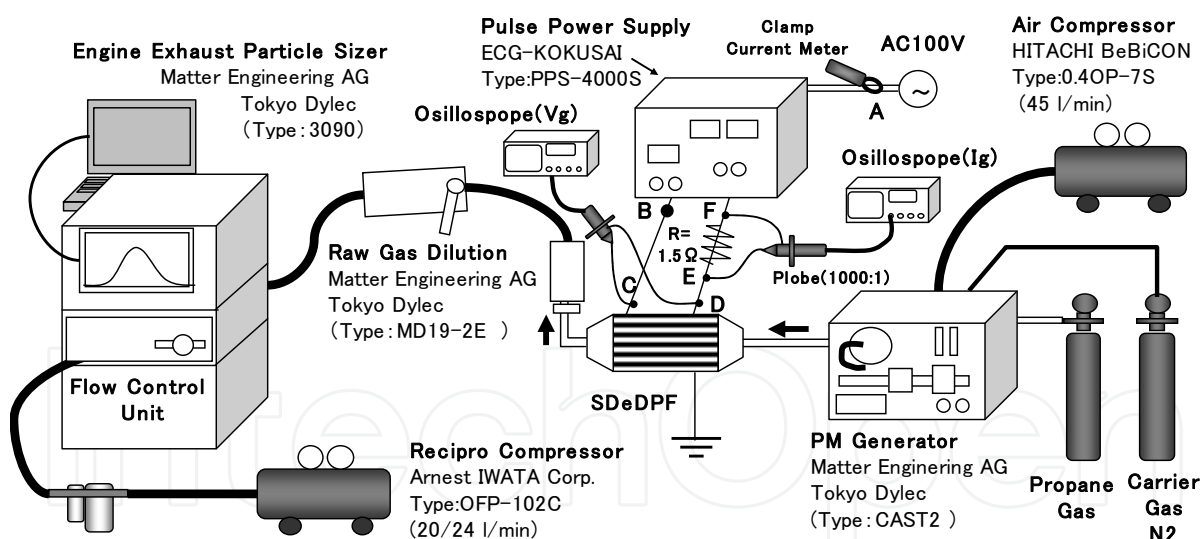 Pulse Power Supply
ECG-KOKUSAI
Type:PPS-4000S
Clamp
Current Meter
AC100V
Air Compressor
HITACHI BeBiCON
Type:0.4OP-7S
(45 l/min)
Engine Exhaust Particle Sizer
Matter Engineering AG
Tokyo Dylec
(Type:3090)
Osillospope(Vg)
~
A
Osillospope(Ig)
B
F
R=
1.5Ω
E
C
D
Plobe(1000:1)
Raw Gas Dilution
Matter Engineering AG
Tokyo Dylec
(Type:MD19-2E )
Flow Control
Unit
SDeDPF
PM Generator
Matter Enginering AG
Tokyo Dylec
(Type:CAST2 )
Propane
Gas
Carrier
Gas
N2
Recipro Compressor
Arnest IWATA Corp.
Type:OFP-102C
(20/24 l/min)
IntechOpen